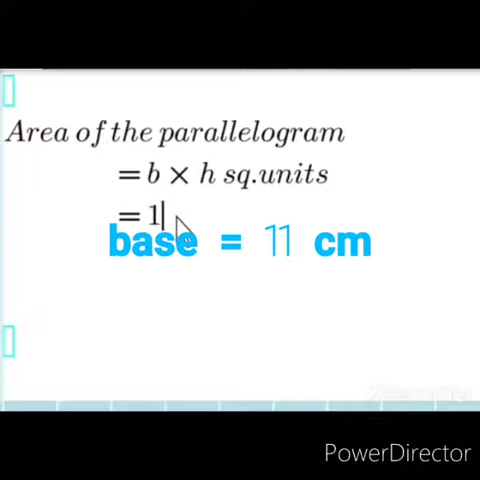 Area of the parallelogram
= b × h sq.units
= 1
base = 11 cm
PowerDirector